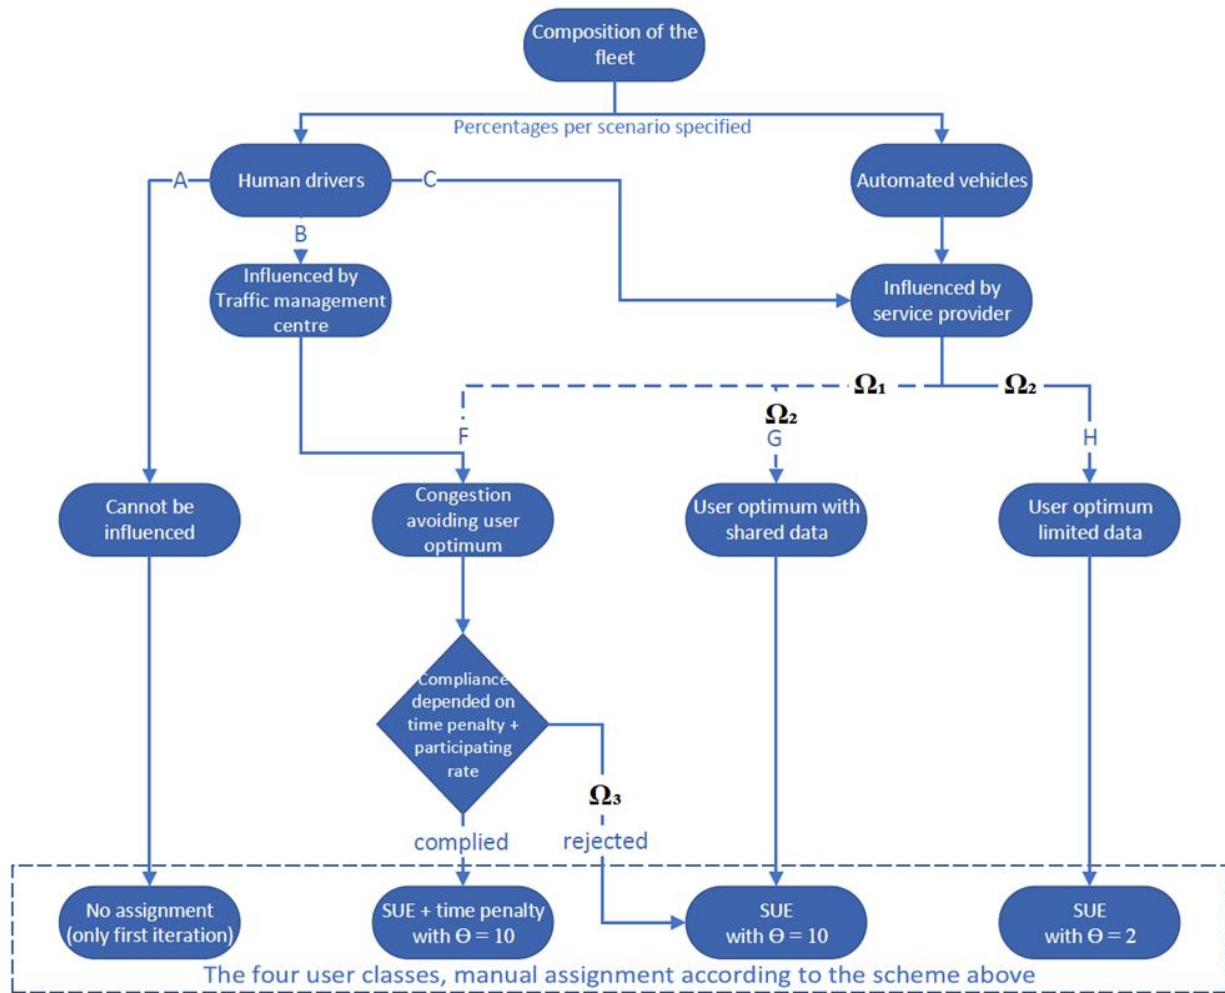 Composition of the
fleet
Percentages per scenario specified
A
Human drivers
C
Automated vehicles
B
Influenced by
Traffic management
centre
Influenced by
service provider
Ω₁
Ω₂
Ω₂
F
G
H
Cannot be
influenced
Congestion
avoiding user
optimum
User optimum with
shared data
User optimum
limited data
Compliance
depended on
time penalty +
participating
rate
Ω₃
complied
rejected
No assignment
(only first iteration)
SUE + time penalty
with Θ = 10
SUE
with Θ = 10
SUE
with Θ = 2
The four user classes, manual assignment according to the scheme above